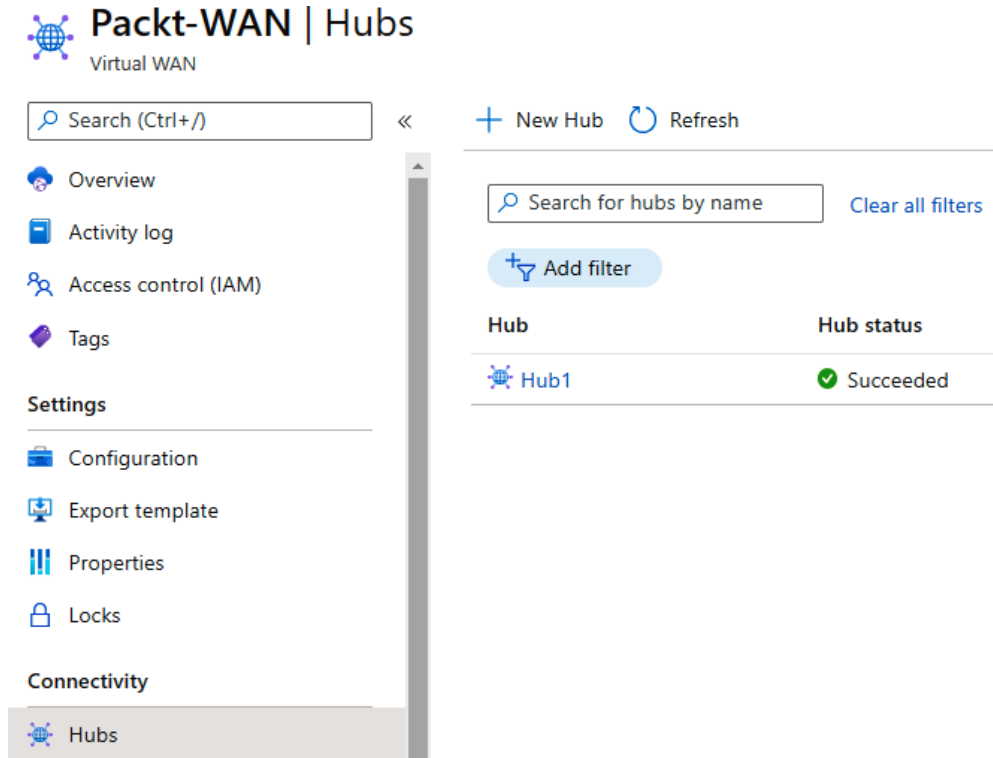 Packt-WAN | Hubs
Virtual WAN
Search (Ctrl+/)
«
Overview
Activity log
Access control (IAM)
Tags
Settings
Configuration
Export template
Properties
Locks
Connectivity
Hubs
New Hub
Refresh
Search for hubs by name
Clear all filters
Add filter
Hub
Hub status
Hub1
Succeeded